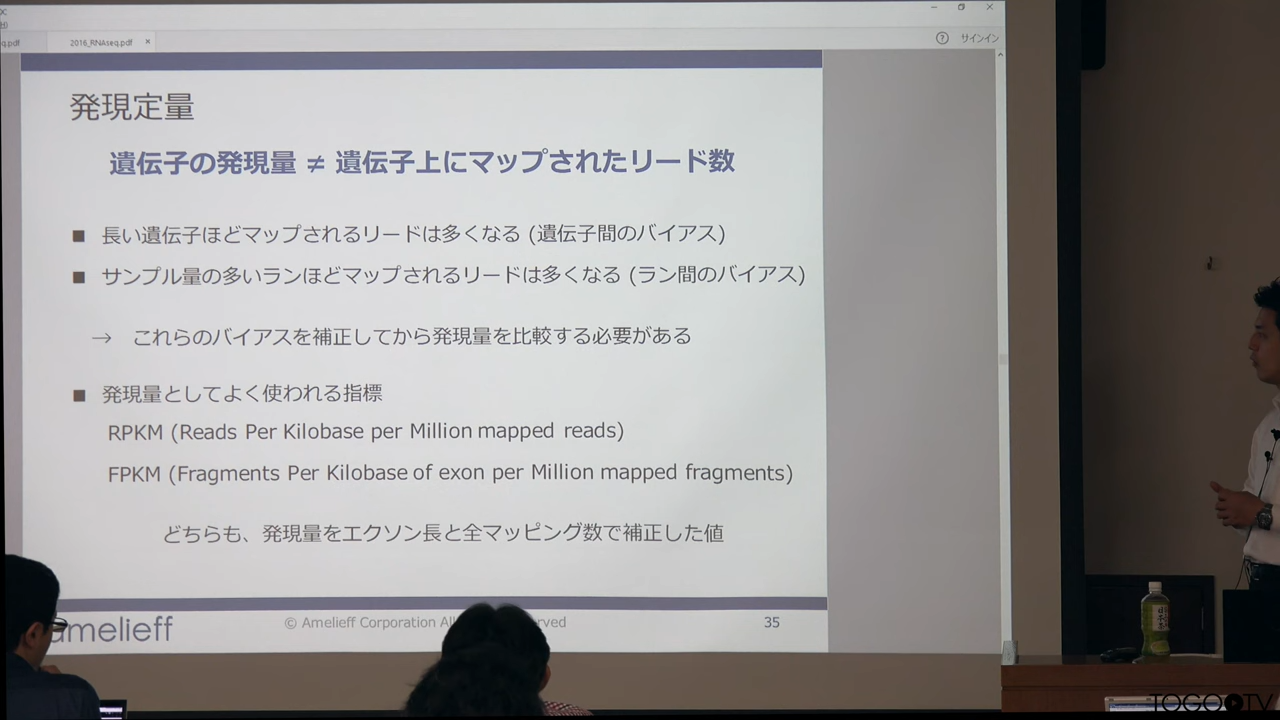 q.pdf
2016_RNAseq.pdf ×
サインイン
発現定量
遺伝子の発現量 ≠ 遺伝子上にマップされたリード数
■ 長い遺伝子ほどマップされるリードは多くなる (遺伝子間のバイアス)
■ サンプル量の多いランほどマップされるリードは多くなる (ラン間のバイアス)
→ これらのバイアスを補正してから発現量を比較する必要がある
■ 発現量としてよく使われる指標
RPKM (Reads Per Kilobase per Million mapped reads)
FPKM (Fragments Per Kilobase of exon per Million mapped fragments)
どちらも、発現量をエクソン長と全マッピング数で補正した値
amelieff
© Amelieff Corporation All erved
35
TOGO TV